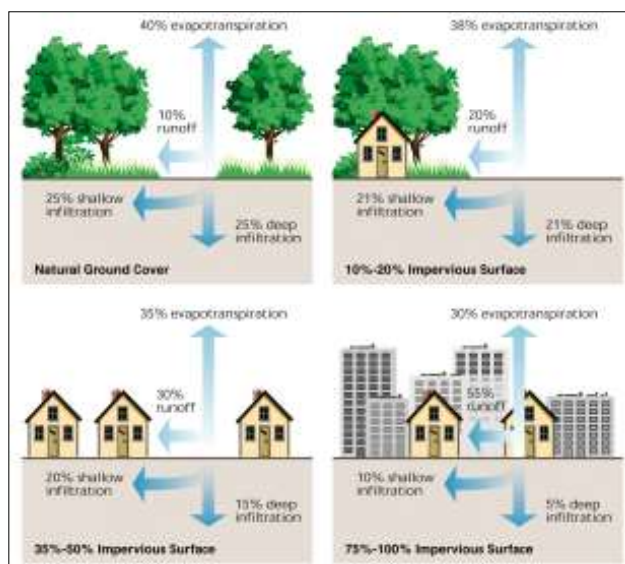 40% evapotranspiration
10%
runoff
25% shallow
infiltration
25% deep
infiltration
Natural Ground Cover
38% evapotranspiration
20%
runoff
21% shallow
infiltration
21% deep
infiltration
10%-20% Impervious Surface
35% evapotranspiration
30%
runoff
20% shallow
infiltration
15% deep
infiltration
35%-50% Impervious Surface
30% evapotranspiration
55%
runoff
10% shallow
infiltration
5% deep
infiltration
75%-100% Impervious Surface